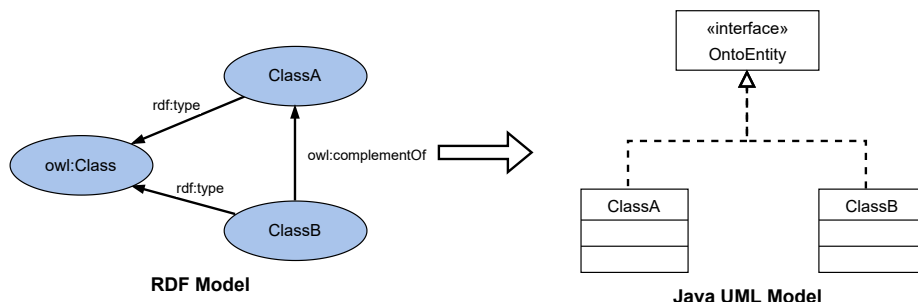 ClassA
rdf:type
owl:Class
owl:complementOf
rdf:type
ClassB
RDF Model
«interface»
OntoEntity
ClassA
ClassB
Java UML Model